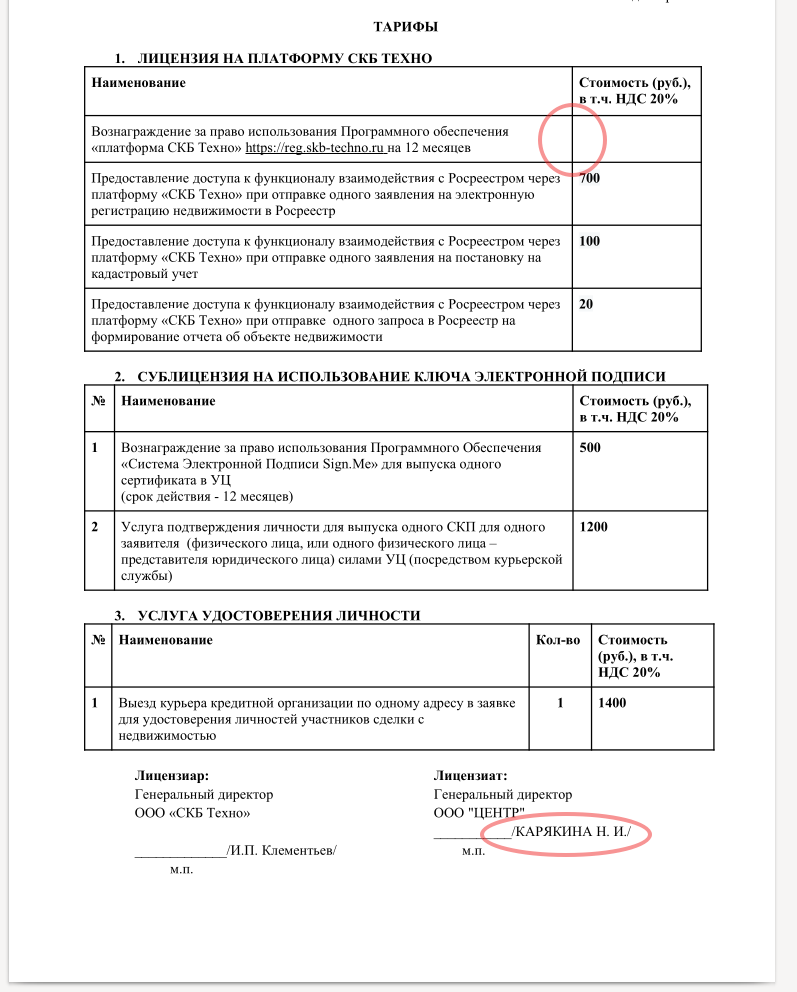 ТАРИФЫ
1. ЛИЦЕНЗИЯ НА ПЛАТФОРМУ СКБ ТЕХНО
Наименование
Стоимость (руб.),
в т.ч. НДС 20%
Вознаграждение за право использования Программного обеспечения
«платформа СКБ Техно» https://reg.skb-techno.ru на 12 месяцев
Предоставление доступа к функционалу взаимодействия с Росреестром через
платформу «СКБ Техно» при отправке одного заявления на электронную
регистрацию недвижимости в Росреестр
700
Предоставление доступа к функционалу взаимодействия с Росреестром через
платформу «СКБ Техно» при отправке одного заявления на постановку на
кадастровый учет
100
Предоставление доступа к функционалу взаимодействия с Росреестром через
платформу «СКБ Техно» при отправке одного запроса в Росреестр на
формирование отчета об объекте недвижимости
20
2. СУБЛИЦЕНЗИЯ НА ИСПОЛЬЗОВАНИЕ КЛЮЧА ЭЛЕКТРОННОЙ ПОДПИСИ
№
Наименование
Стоимость (руб.),
в т.ч. НДС 20%
1
Вознаграждение за право использования Программного Обеспечения
«Система Электронной Подписи Sign.Me» для выпуска одного
сертификата в УЦ
(срок действия - 12 месяцев)
500
2
Услуга подтверждения личности для выпуска одного СКП для одного
заявителя (физического лица, или одного физического лица –
представителя юридического лица) силами УЦ (посредством курьерской
службы)
1200
3. УСЛУГА УДОСТОВЕРЕНИЯ ЛИЧНОСТИ
№
Наименование
Кол-во
Стоимость
(руб.), в т.ч.
НДС 20%
1
Выезд курьера кредитной организации по одному адресу в заявке
для удостоверения личностей участников сделки с
недвижимостью
1
1400
Лицензиар:
Генеральный директор
ООО «СКБ Техно»
_____________/И.П. Клементьев/
м.п.
Лицензиат:
Генеральный директор
ООО "ЦЕНТР"
___________/КАРЯКИНА Н. И./
м.п.